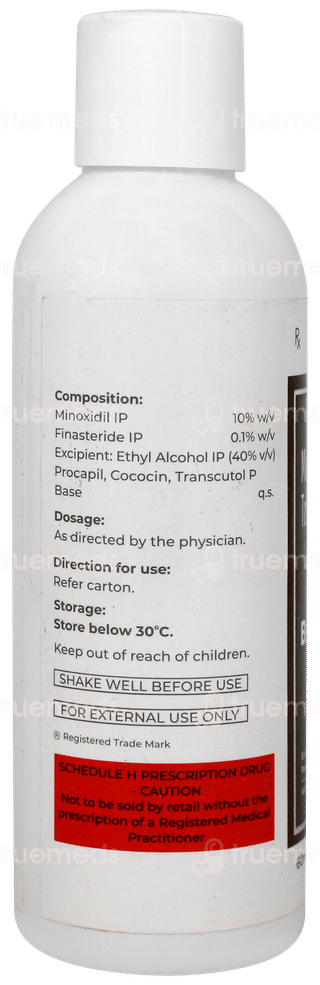 Composition:
Minoxidil IP 10% w/v
Finasteride IP 0.1% w/v
Excipient: Ethyl Alcohol IP (40% v/v)
Procapil, Cococin, Transcutol P
Base q.s.
Dosage:
As directed by the physician.
Direction for use:
Refer carton.
Storage:
Store below 30°C.
Keep out of reach of children.
SHAKE WELL BEFORE USE
FOR EXTERNAL USE ONLY
® Registered Trade Mark
SCHEDULE H PRESCRIPTION DRUG
- CAUTION
Not to be sold by retail without the
prescription of a Registered Medical
Practitioner
Rx
truemeds